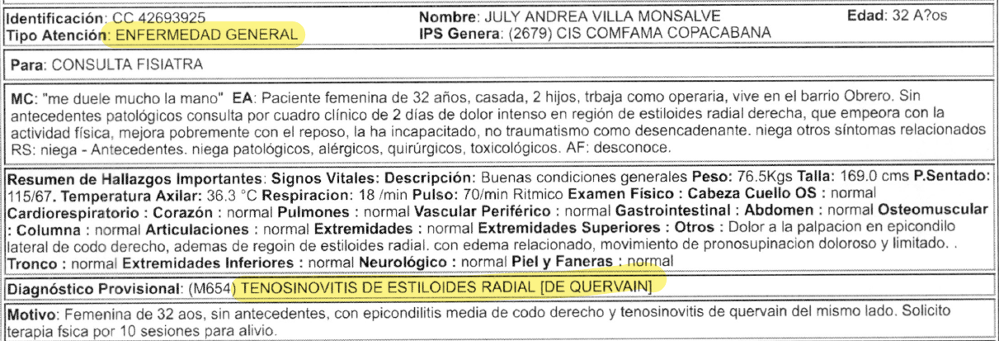 Identificación: CC 42693925 Nombre: JULY ANDREA VILLA MONSALVE Edad: 32 A?os
Tipo Atención: ENFERMEDAD GENERAL IPS Genera: (2679) CIS COMFAMA COPACABANA
Para: CONSULTA FISIATRA
MC: "me duele mucho la mano" EA: Paciente femenina de 32 años, casada, 2 hijos, trbaja como operaria, vive en el barrio Obrero. Sin
antecedentes patológicos consulta por cuadro clínico de 2 días de dolor intenso en región de estiloides radial derecha, que empeora con la
actividad física, mejora pobremente con el reposo, la ha incapacitado, no traumatismo como desencadenante. niega otros síntomas relacionados
RS: niega - Antecedentes. niega patológicos, alérgicos, quirúrgicos, toxicológicos. AF: desconoce.
Resumen de Hallazgos Importantes: Signos Vitales: Descripción: Buenas condiciones generales Peso: 76.5Kgs Talla: 169.0 cms P.Sentado:
115/67. Temperatura Axilar: 36.3 °C Respiracion: 18 /min Pulso: 70/min Ritmico Examen Físico : Cabeza Cuello OS : normal
Cardiorespiratorio : Corazón : normal Pulmones : normal Vascular Periférico : normal Gastrointestinal : Abdomen : normal Osteomuscular
: Columna : normal Articulaciones : normal Extremidades : normal Extremidades Superiores : Otros : Dolor a la palpacion en epicondilo
lateral de codo derecho, ademas de regoin de estiloides radial. con edema relacionado, movimiento de pronosupinacion doloroso y limitado. .
Tronco : normal Extremidades Inferiores : normal Neurológico : normal Piel y Faneras : normal
Diagnóstico Provisional: (M654) TENOSINOVITIS DE ESTILOIDES RADIAL [DE QUERVAIN]
Motivo: Femenina de 32 aos, sin antecedentes, con epicondilitis media de codo derecho y tenosinovitis de quervain del mismo lado. Solicito
terapia fsica por 10 sesiones para alivio.